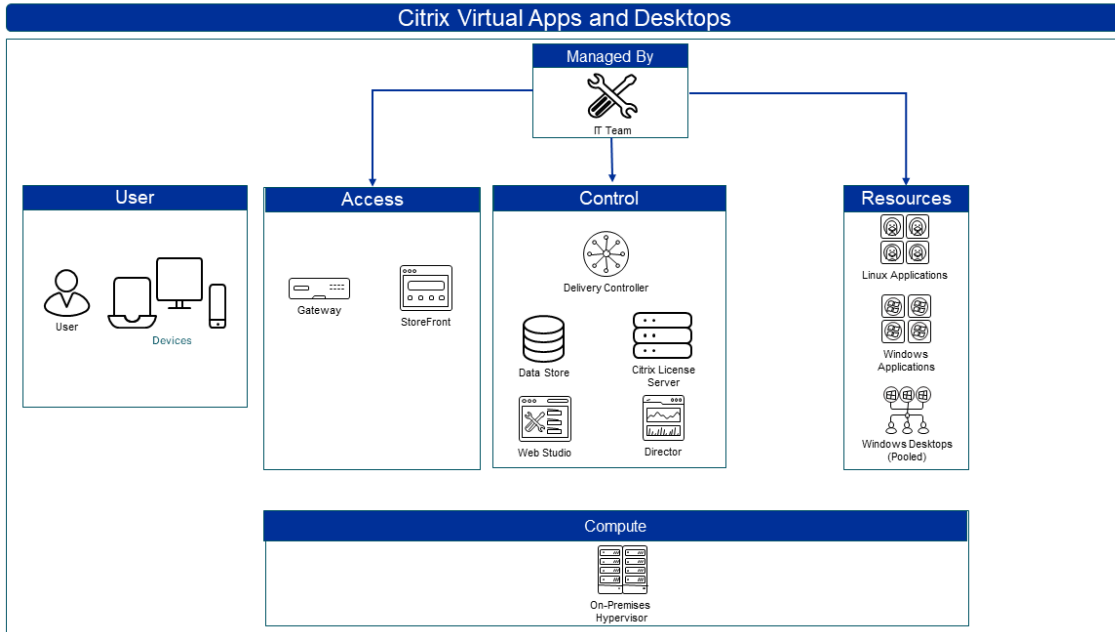 Citrix Virtual Apps and Desktops
Managed By
IT Team
User
User
Devices
Access
Gateway
StoreFront
Control
Delivery Controller
Data Store
Citrix License
Server
Web Studio
Director
Resources
Linux Applications
Windows
Applications
Windows Desktops
(Pooled)
Compute
On-Premises
Hypervisor